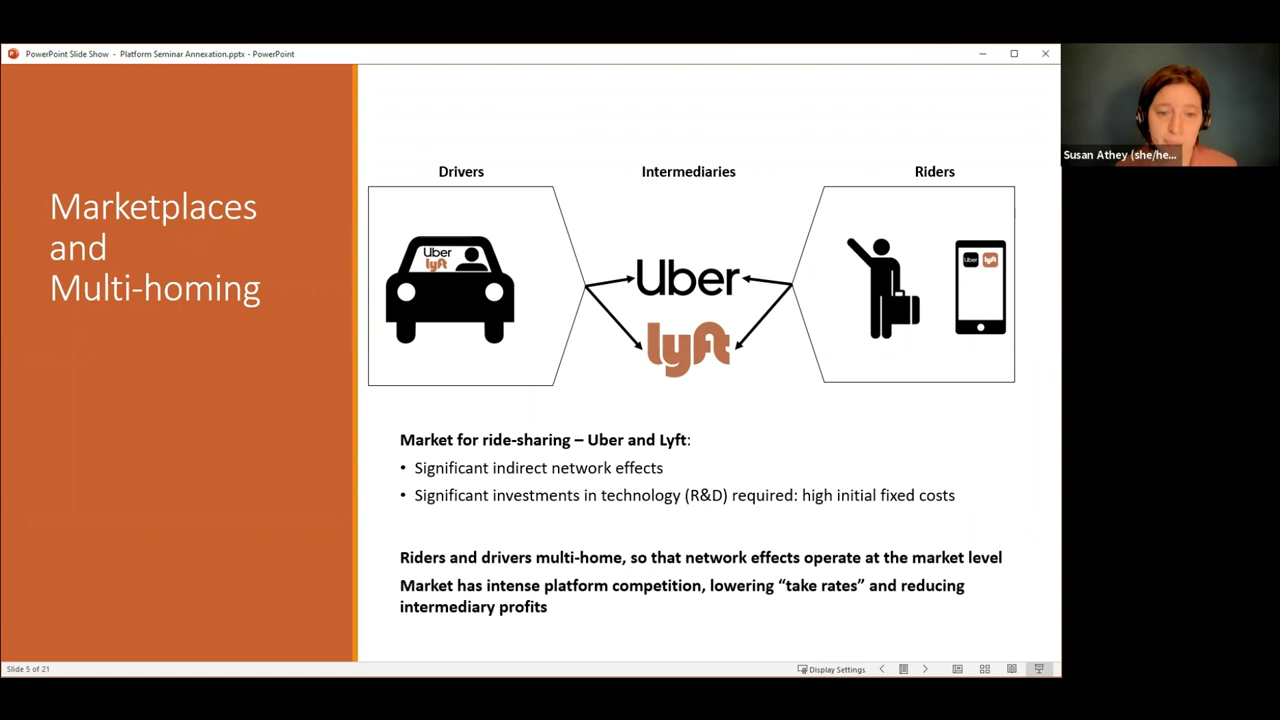 PowerPoint Slide Show - Platform Seminar Annexation.pptx - PowerPoint
Susan Athey (she/he...
Marketplaces
and
Multi-homing
Drivers
Intermediaries
Riders
Uber
lyft
Uber
lyft
Uber
Market for ride-sharing – Uber and Lyft:
• Significant indirect network effects
• Significant investments in technology (R&D) required: high initial fixed costs
Riders and drivers multi-home, so that network effects operate at the market level
Market has intense platform competition, lowering “take rates” and reducing
intermediary profits
Slide 5 of 21
Display Settings